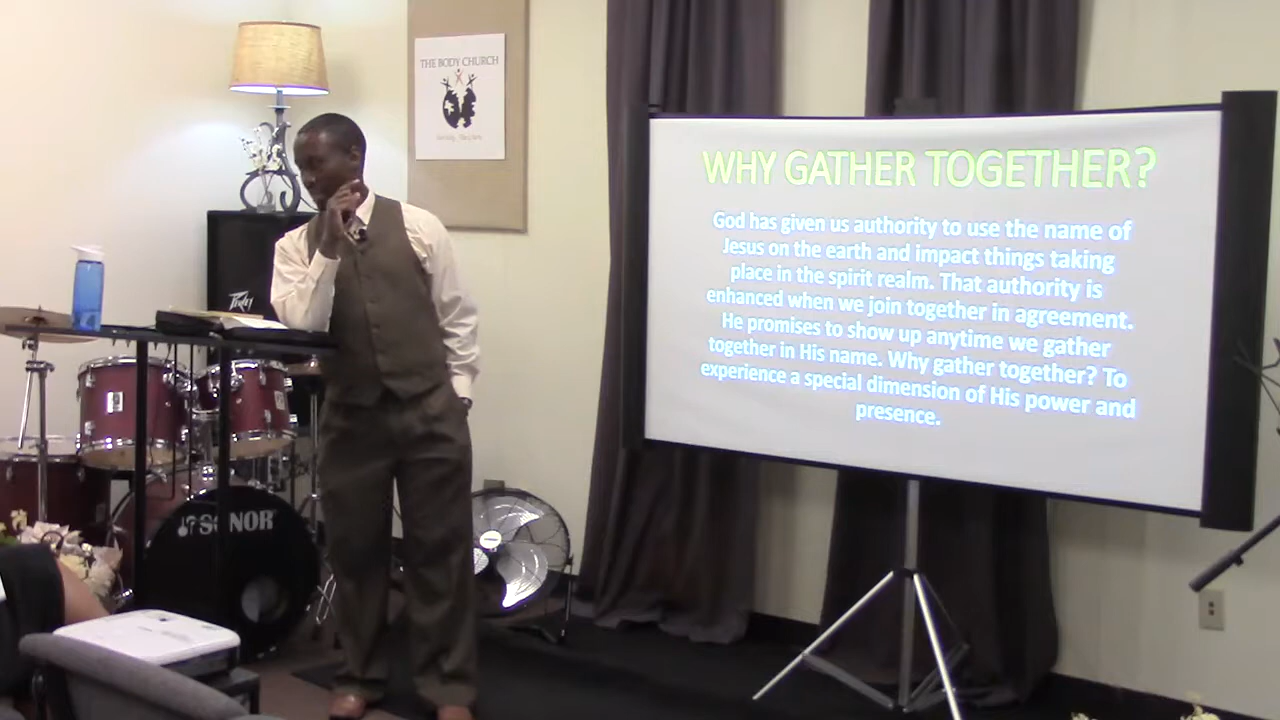 THE BODY CHURCH
WHY GATHER TOGETHER?
God has given us authority to use the name of
Jesus on the earth and impact things taking
place in the spirit realm. That authority is
enhanced when we join together in agreement.
He promises to show up anytime we gather
together in His name. Why gather together? To
experience a special dimension of His power and
presence.
Peavey
SONOR